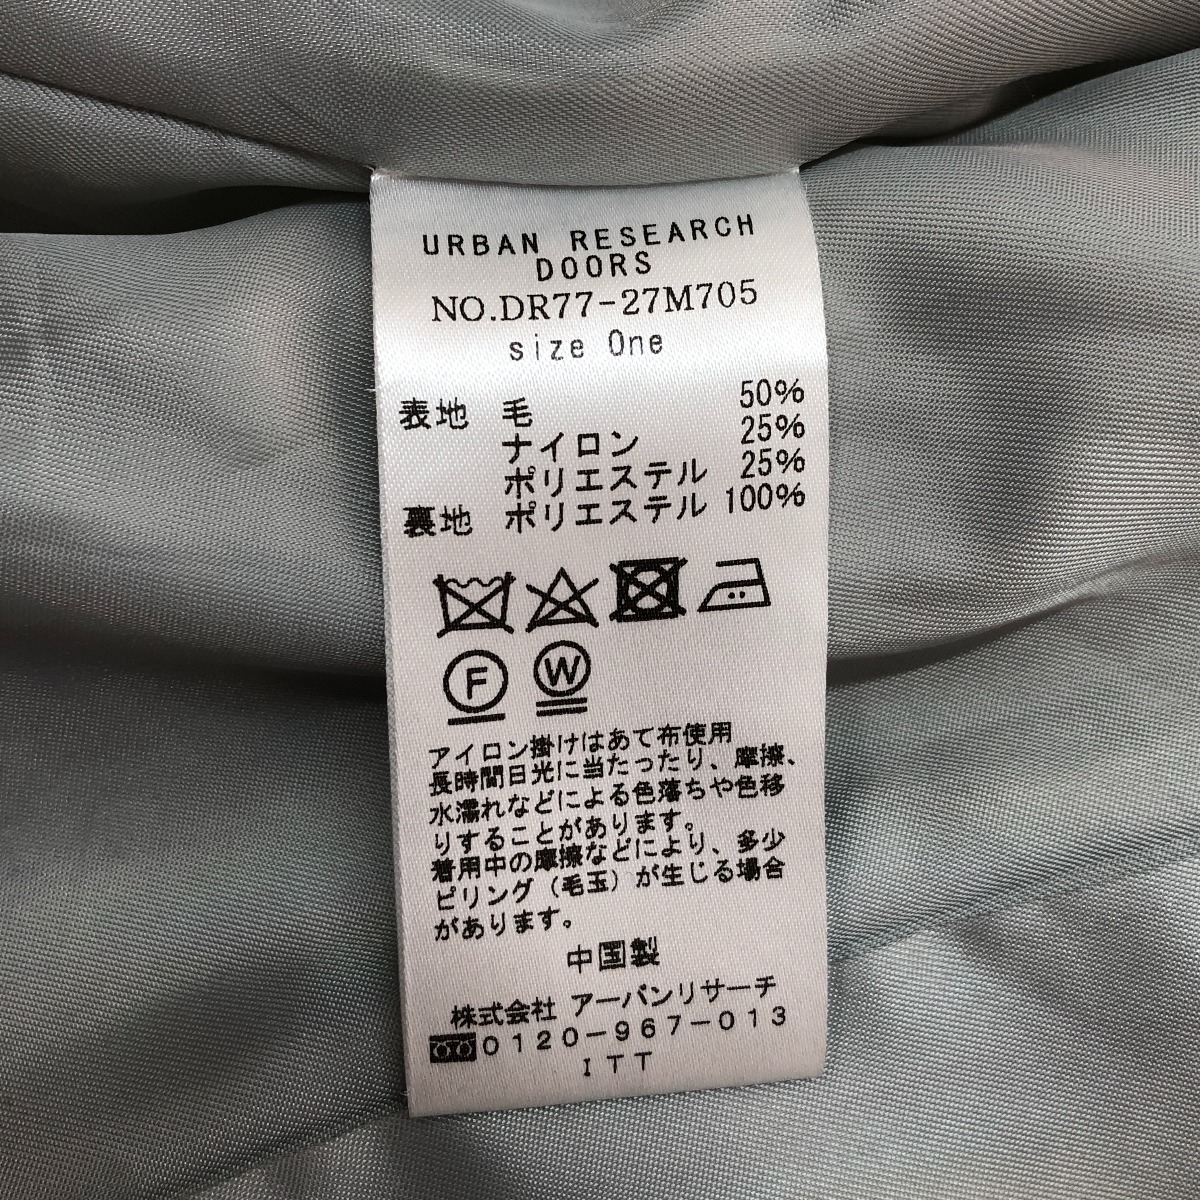 URBAN RESEARCH
DOORS
NO.DR77-27M705
size One
表地 毛 50%
ナイロン 25%
ポリエステル 25%
裏地 ポリエステル 100%
F W
アイロン掛けはあて布使用
長時間日光に当たったり、摩擦、
水濡れなどによる色落ちや色移
りすることがあります。
着用中の摩擦などにより、多少
ピリング（毛玉）が生じる場合
があります。
中国製
株式会社 アーバンリサーチ
0120-967-013
ITT